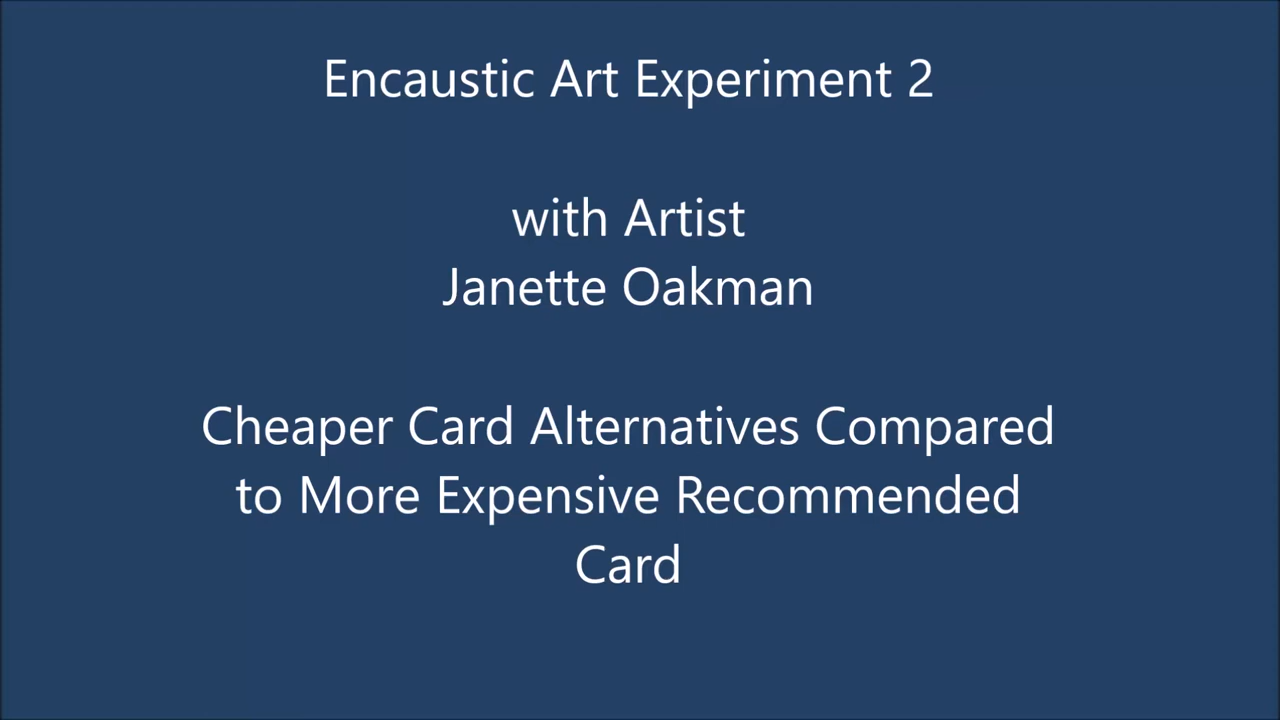 Encaustic Art Experiment 2
with Artist
Janette Oakman
Cheaper Card Alternatives Compared
to More Expensive Recommended
Card